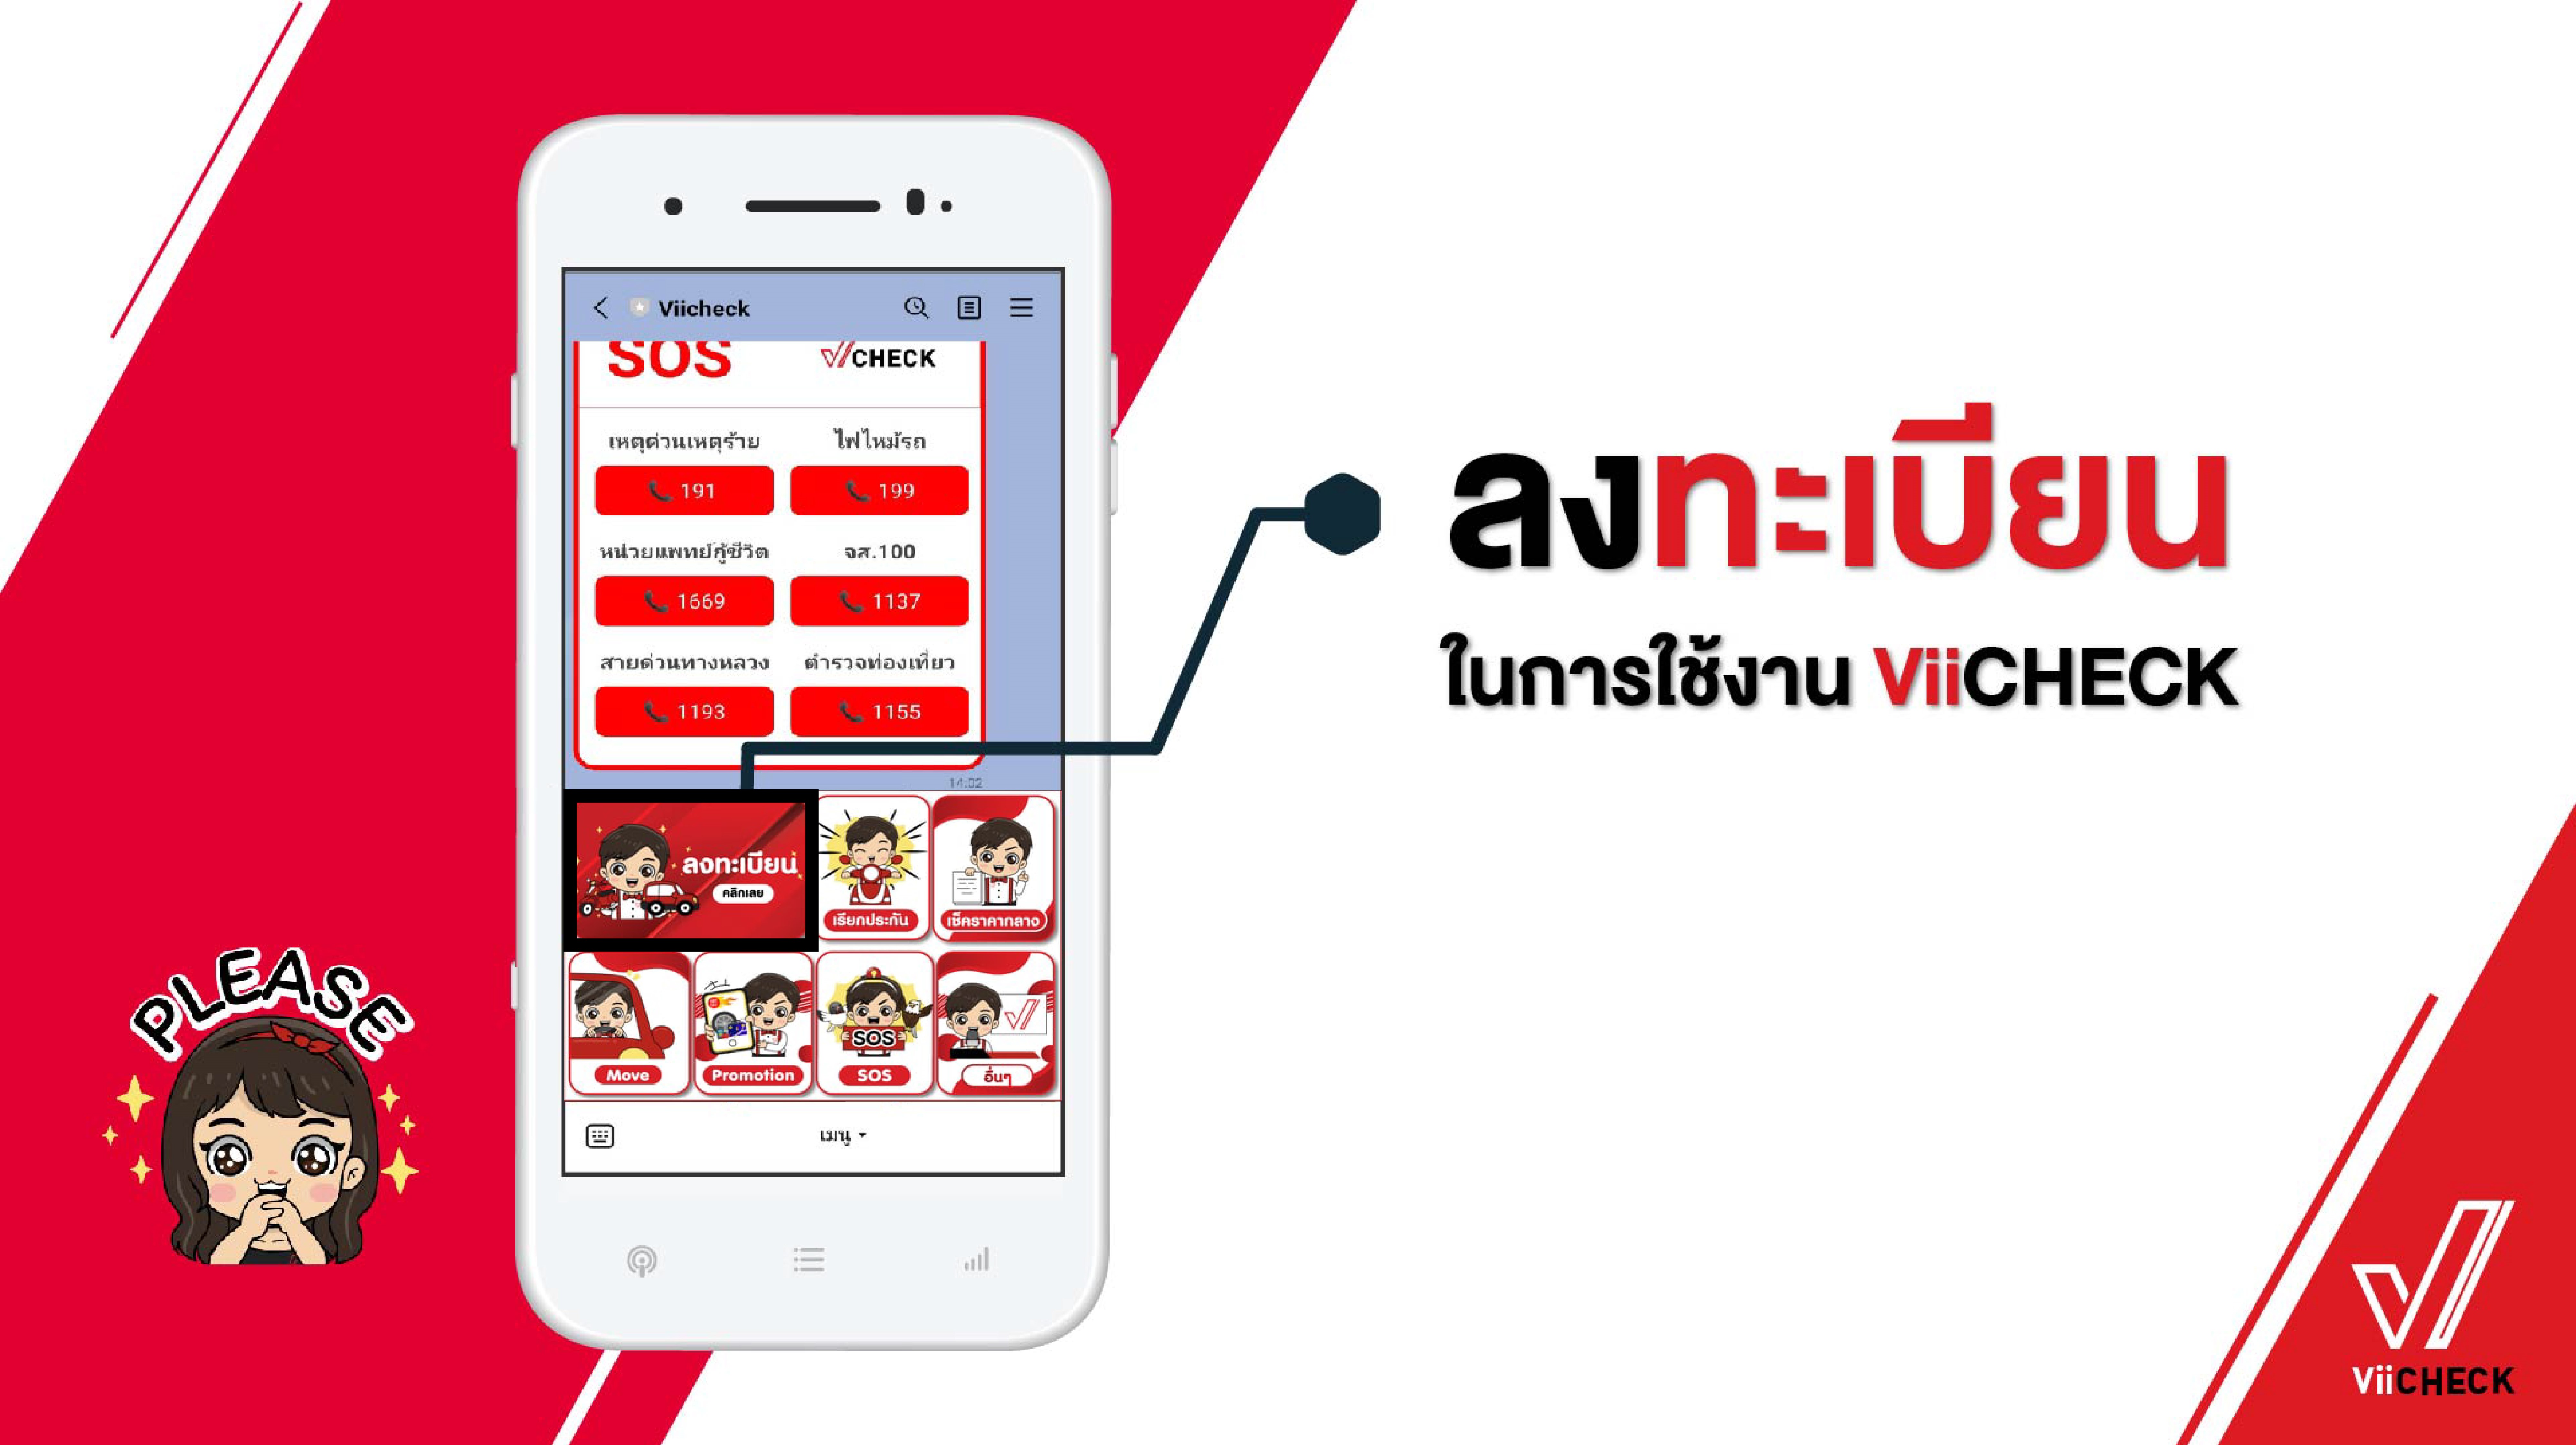 Viicheck
SOS
ViiCHECK
เหตุด่วนเหตุร้าย ไฟไหม้รถ
191 199
หน่วยแพทย์กู้ชีวิต จส.100
1669 1137
สายด่วนทางหลวง ตำรวจท่องเที่ยว
1193 1155
14:02
ลงทะเบียน
คลิกเลย
เรียกประกัน
เช็คราคากลาง
SOS
Move
Promotion
SOS
อื่นๆ
เมนู
PLEASE
ลงทะเบียน
ในการใช้งาน ViiCHECK
ViiCHECK